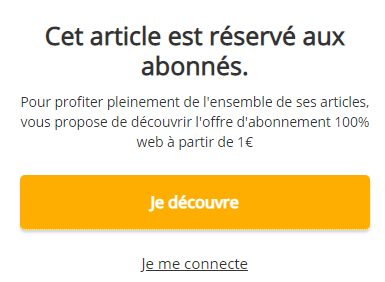 Cet article est réservé aux
abonnés.
Pour profiter pleinement de l'ensemble de ses articles,
vous propose de découvrir l'offre d'abonnement 100%
web à partir de 1€
Je découvre
Je me connecte